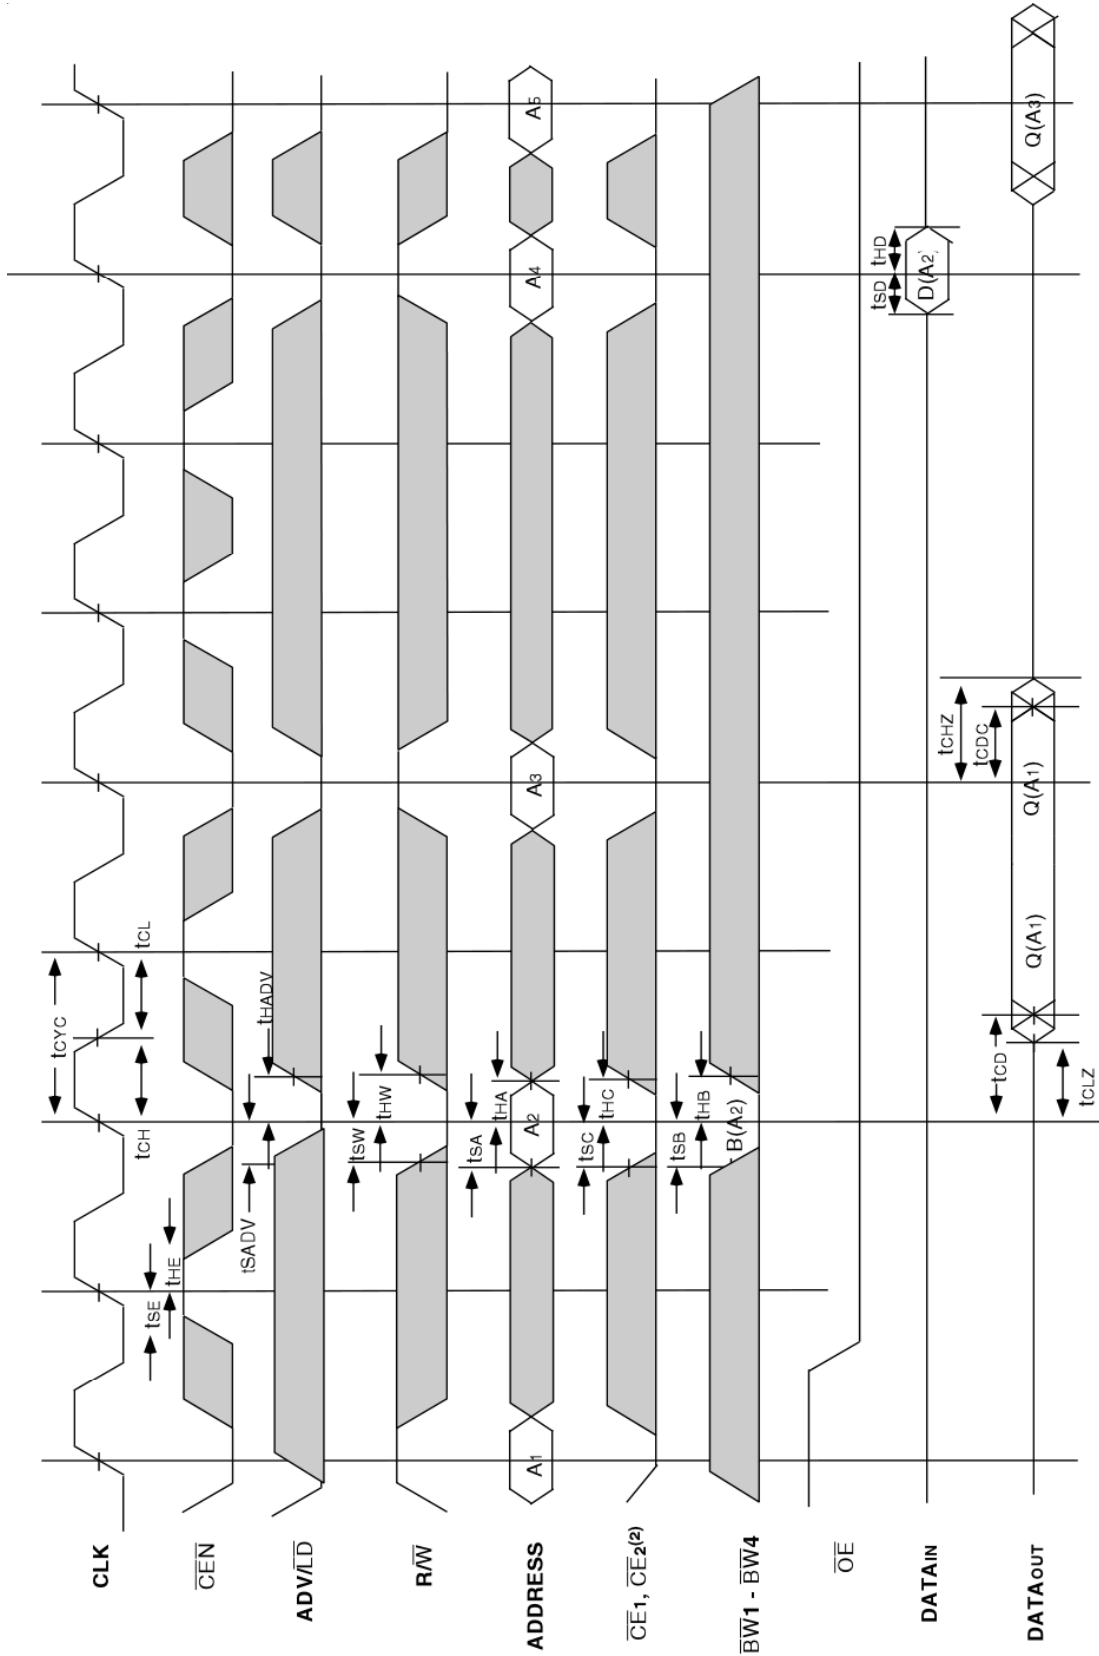 CLK
tCYC
tCH
tCL
CEN
tSE
tHE
ADV/LD
tSADV
tHADV
R/W
tSW
tHW
ADDRESS
A1
A2
A3
A4
A5
tSA
tHA
CE1, CE2(2)
tSC
tHC
BW1 - BW4
B(A2)
tSB
tHB
OE
DATAIN
D(A2)
tSD
tHD
DATAOUT
Q(A1)
Q(A1)
Q(A3)
tCD
tCLZ
tCHZ
tCDC